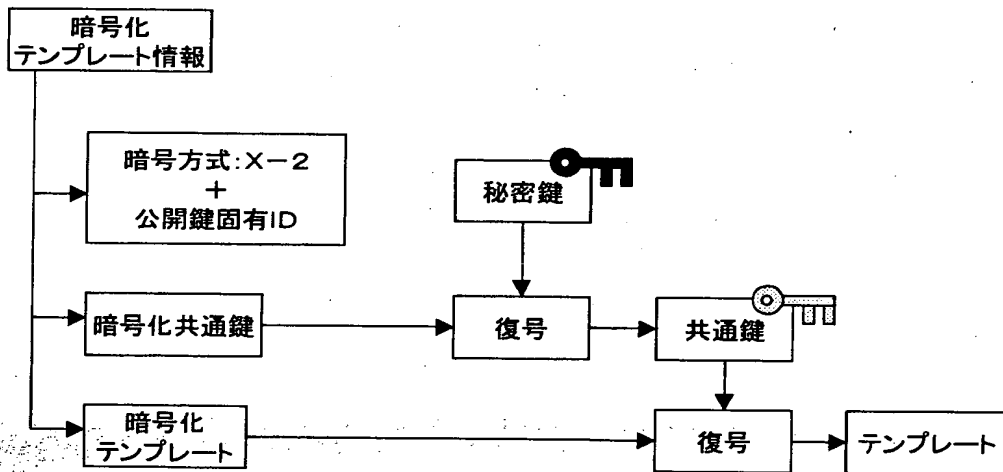 暗号化
テンプレート情報
暗号方式:X-2
+
公開鍵固有ID
秘密鍵
暗号化共通鍵
復号
共通鍵
暗号化
テンプレート
復号
テンプレート